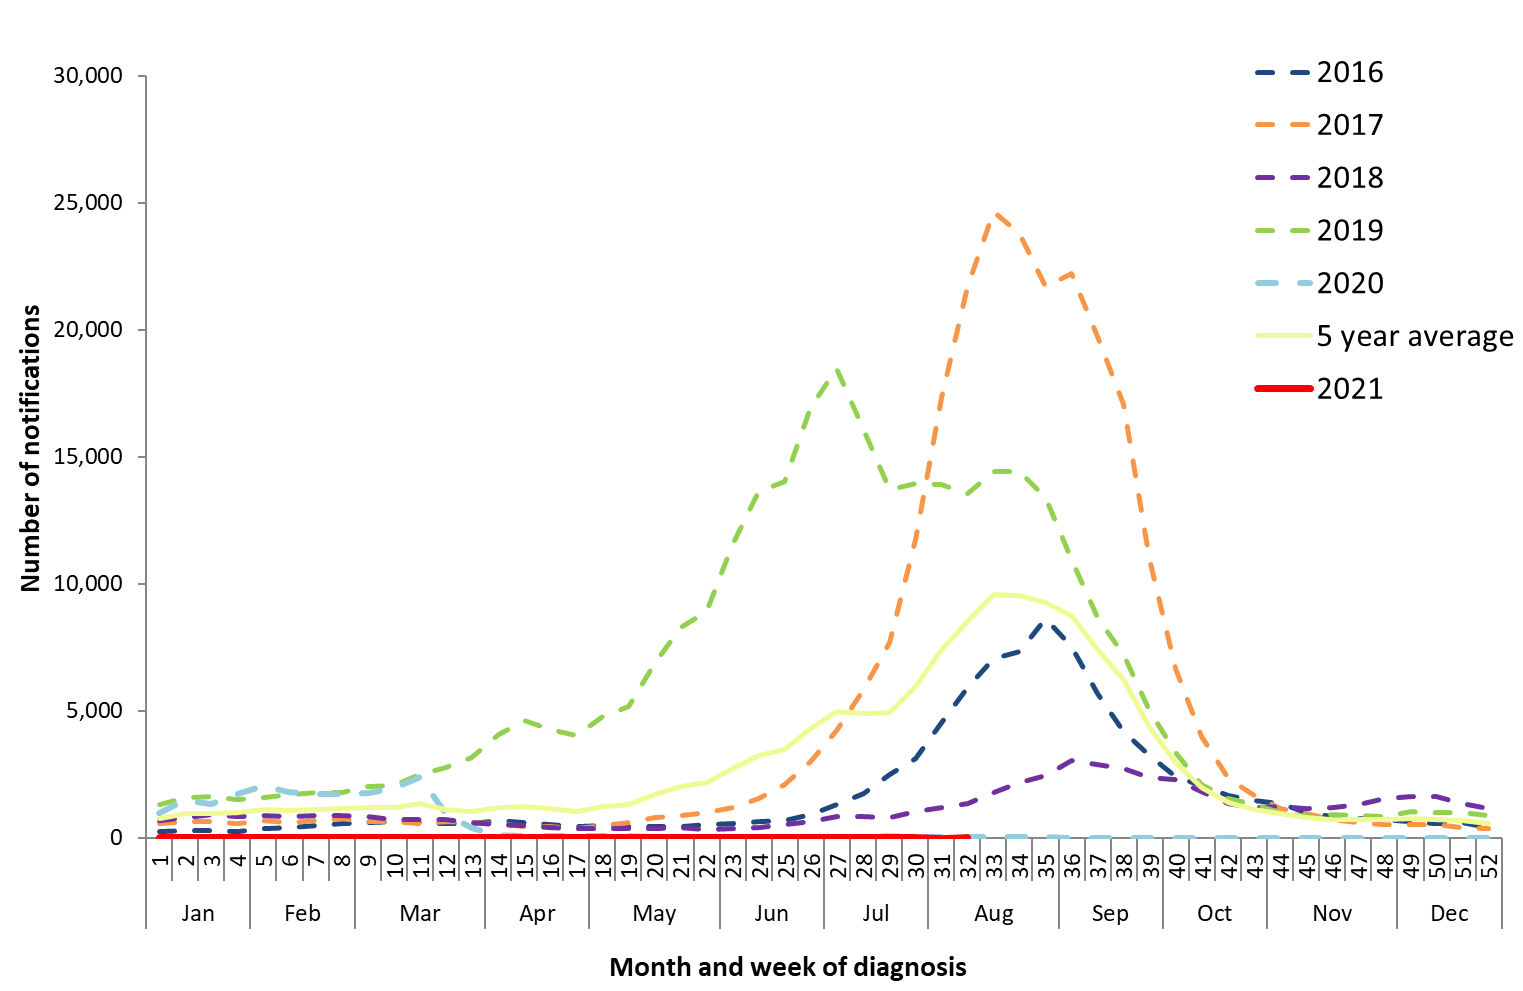 30,000
25,000
20,000
15,000
10,000
5,000
0
Number of notifications
2016
2017
2018
2019
2020
5 year average
2021
1 2 3 4 5 6 7 8 9 10 11 12 13 14 15 16 17 18 19 20 21 22 23 24 25 26 27 28 29 30 31 32 33 34 35 36 37 38 39 40 41 42 43 44 45 46 47 48 49 50 51 52
Jan Feb Mar Apr May Jun Jul Aug Sep Oct Nov Dec
Month and week of diagnosis